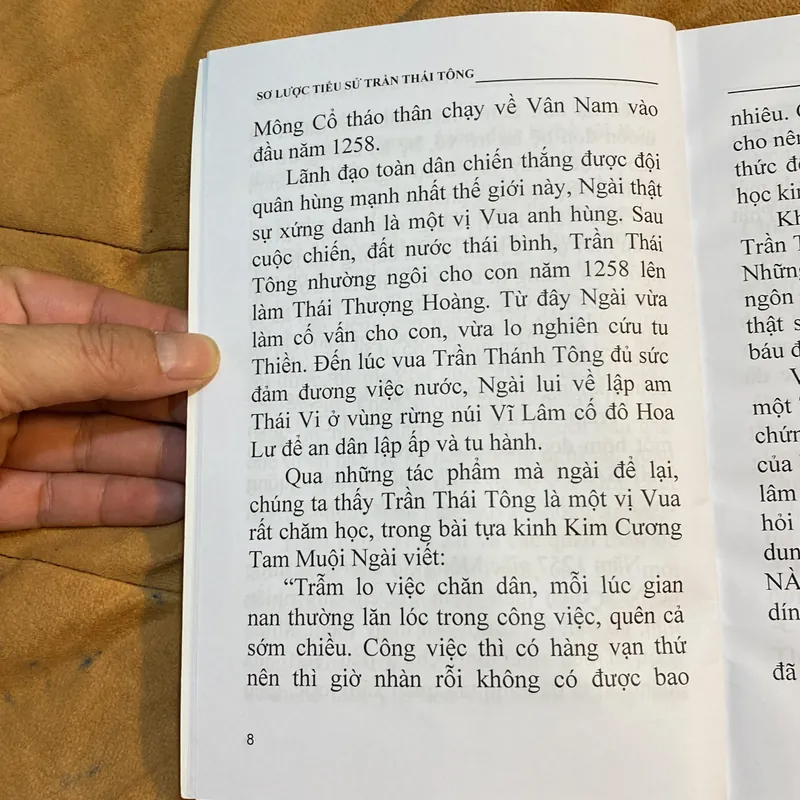 SƠ LƯỢC TIỂU SỬ TRẦN THÁI TÔNG
Mông Cổ tháo thân chạy về Vân Nam vào
đầu năm 1258.
Lãnh đạo toàn dân chiến thắng được đội
quân hùng mạnh nhất thế giới này, Ngài thật
sự xứng danh là một vị Vua anh hùng. Sau
cuộc chiến, đất nước thái bình, Trần Thái
Tông nhường ngôi cho con năm 1258 lên
làm Thái Thượng Hoàng. Từ đây Ngài vừa
làm cố vấn cho con, vừa lo nghiên cứu tu
Thiền. Đến lúc vua Trần Thánh Tông đủ sức
đảm đương việc nước, Ngài lui về lập am
Thái Vi ở vùng rừng núi Vĩ Lâm cố đô Hoa
Lư để an dân lập ấp và tu hành.
Qua những tác phẩm mà ngài để lại,
chúng ta thấy Trần Thái Tông là một vị Vua
rất chăm học, trong bài tựa kinh Kim Cương
Tam Muội Ngài viết:
“Trẫm lo việc chăn dân, mỗi lúc gian
nan thường lăn lóc trong công việc, quên cả
sớm chiều. Công việc thì có hàng vạn thứ
nên thì giờ nhàn rỗi không có được bao
8
nhiêu.
cho nên
thức
học
Trần
Những
ngôn
thật
báu
một
chứn
của
lâm
hỏi
dun
NÀ
dín
đã